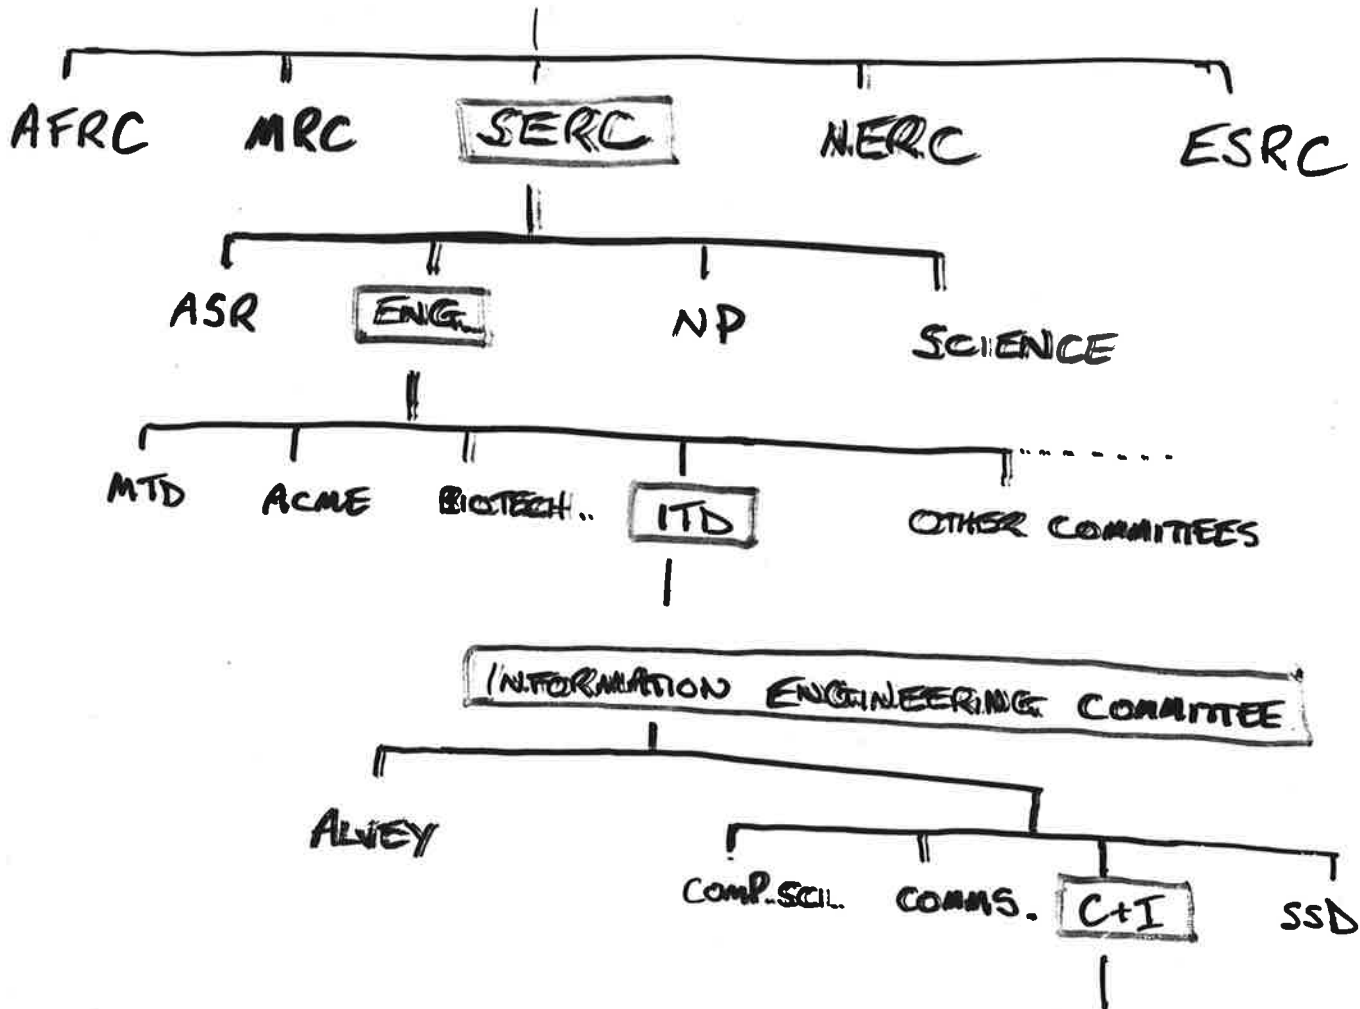 AFRC MRC SERC NERC ESRC
ASR ENG. NP SCIENCE
MTD ACME BIOTECH.. ITD OTHER COMMITTEES
INFORMATION ENGINEERING COMMITTEE
ALVEY
COMP.SCI. COMMS. C+I SSD